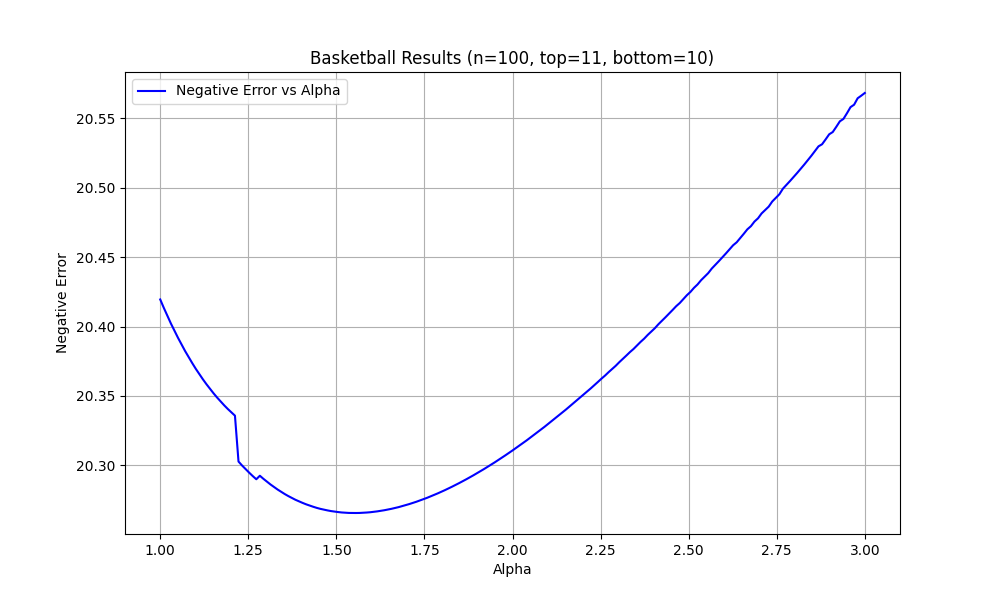 Basketball Results (n=100, top=11, bottom=10)
Negative Error vs Alpha
20.55
20.50
20.45
20.40
20.35
20.30
Negative Error
1.00 1.25 1.50 1.75 2.00 2.25 2.50 2.75 3.00
Alpha